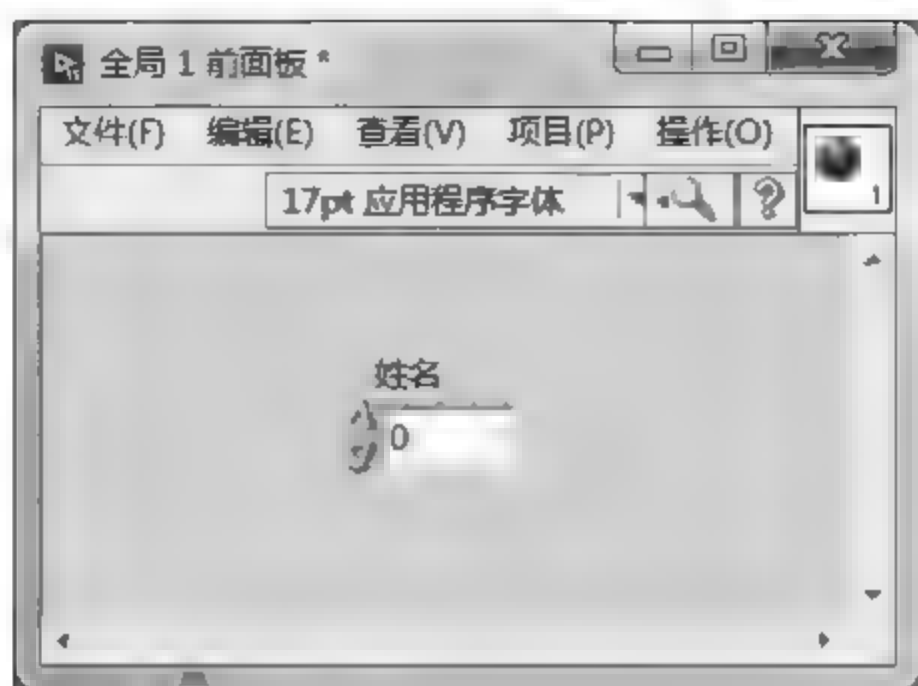 全局 1 前面板 *
文件(F) 编辑(E) 查看(V) 项目(P) 操作(O)
17pt 应用程序字体 ?
1
姓名
0